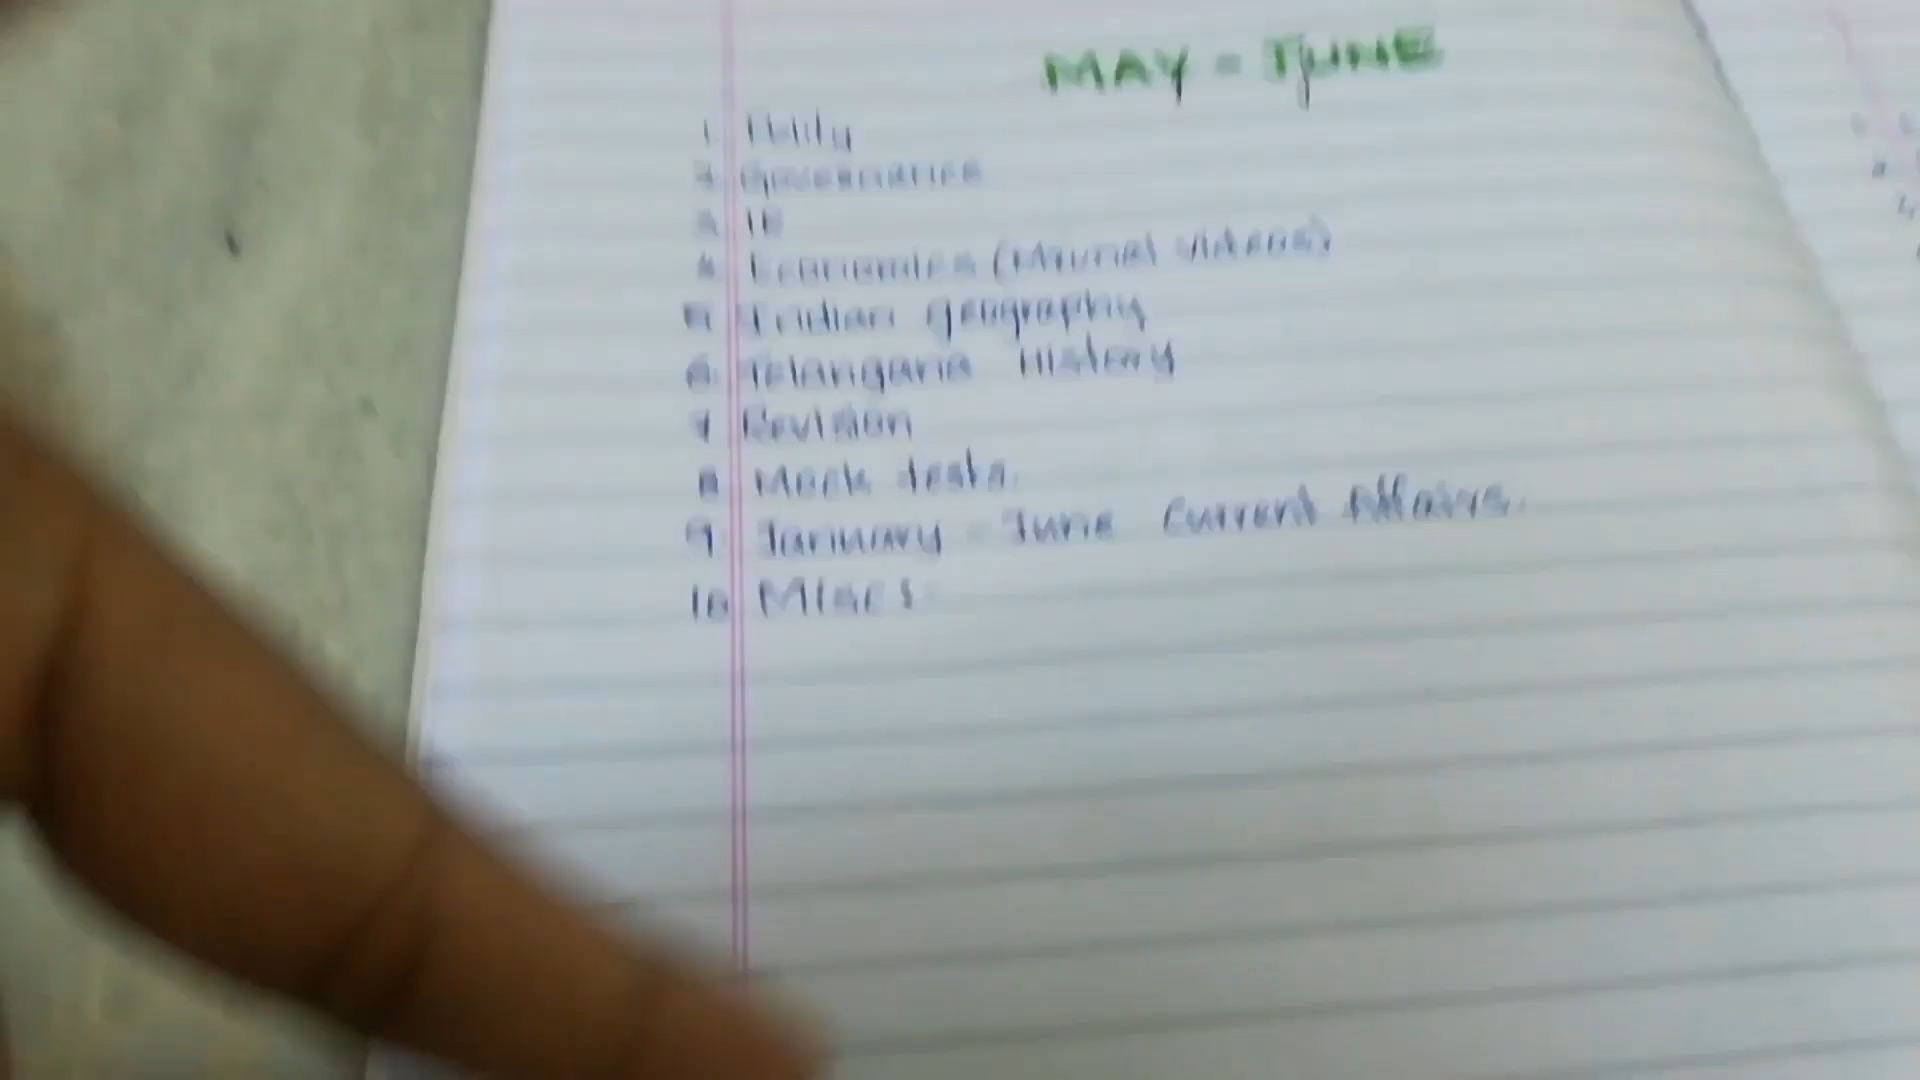 MAY - JUNE
1. Polity
2. Governance
3. IR
4. Economics (Mrunal videos)
5. Indian geography
6. Telangana History
7. Revision
8. Mock tests.
9. January - June Current Affairs.
10